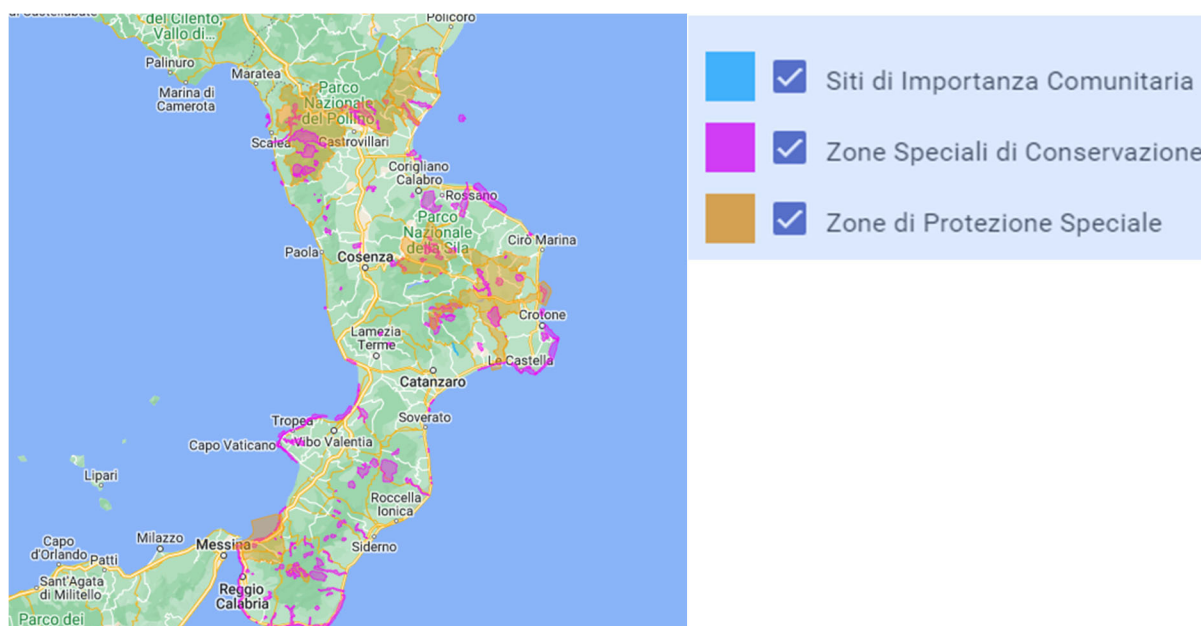 del Cilento,
Vallo di...
Policoro
Palinuro
Maratea
Marina di
Camerota
Parco
Nazionale
del Pollino
Scalea
Castrovillari
Corigliano
Calabro
Rossano
Parco
Nazionale
della Sila
Cirò Marina
Paola
Cosenza
Crotone
Lamezia
Terme
Le Castella
Catanzaro
Tropea
Soverato
Capo Vaticano
Vibo Valentia
Lipari
Roccella
Ionica
Capo
d'Orlando
Milazzo
Messina
Siderno
Patti
Sant'Agata
di Militello
Reggio
Calabria
Parco dei
Siti di Importanza Comunitaria
Zone Speciali di Conservazione
Zone di Protezione Speciale